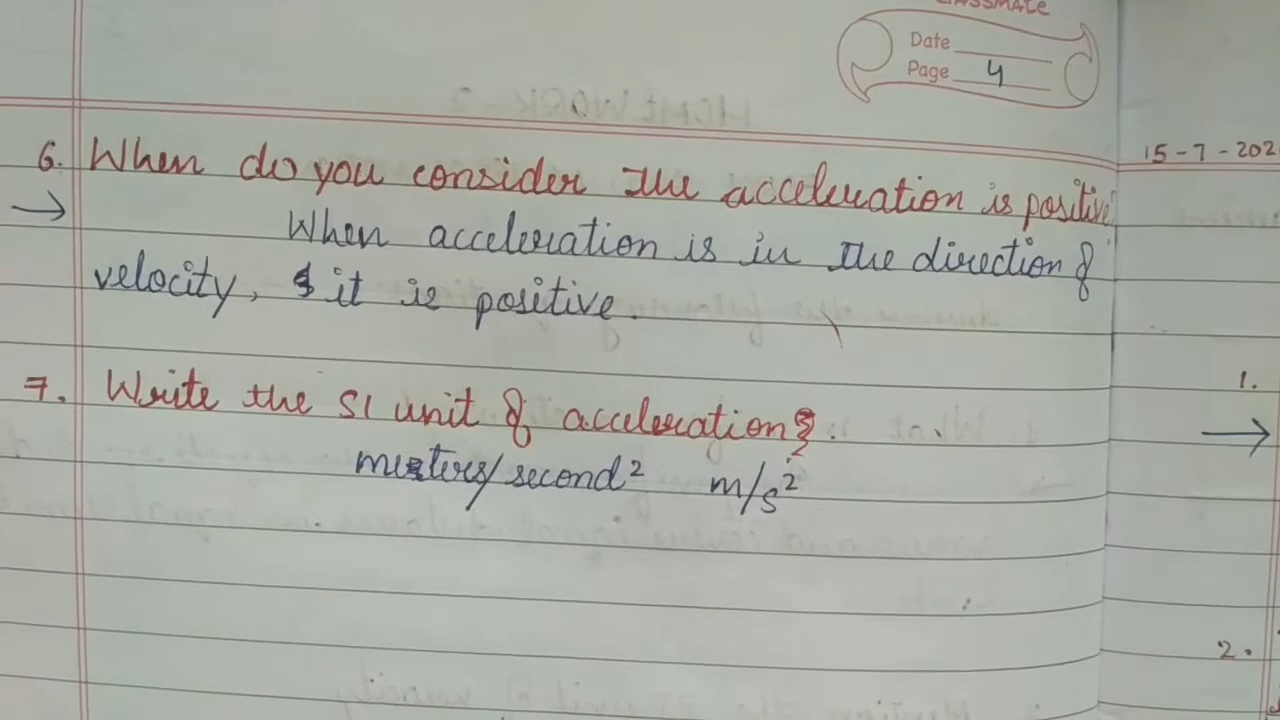 classmate
Date
Page 4
15-7-202
6. When do you consider the acceleration is positive
→ When acceleration is in the direction of
velocity, it is positive.
7. Write the SI unit of acceleration?.
meters/second² m/s²
1.
→
2.